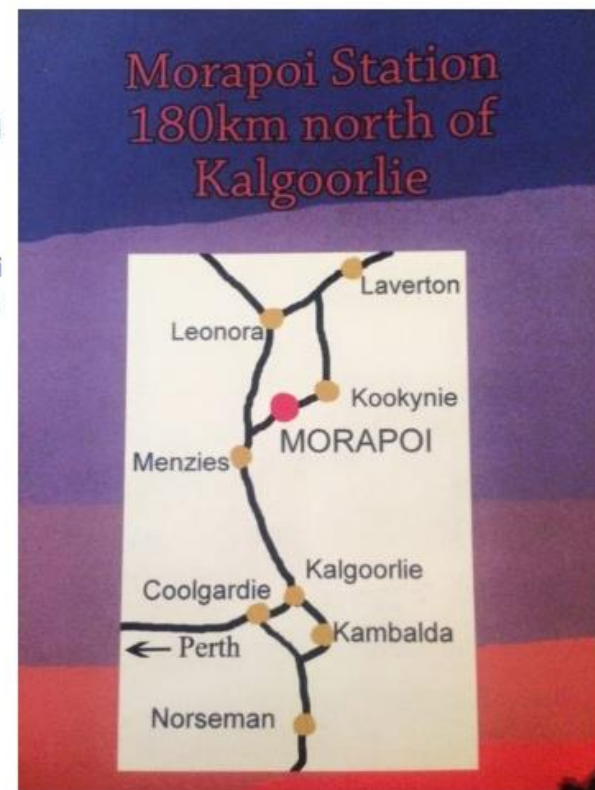 Morapoi Station
180km north of
Kalgoorlie
Laverton
Leonora
Kookynie
MORAPOI
Menzies
Kalgoorlie
Coolgardie
Kambalda
← Perth
Norseman